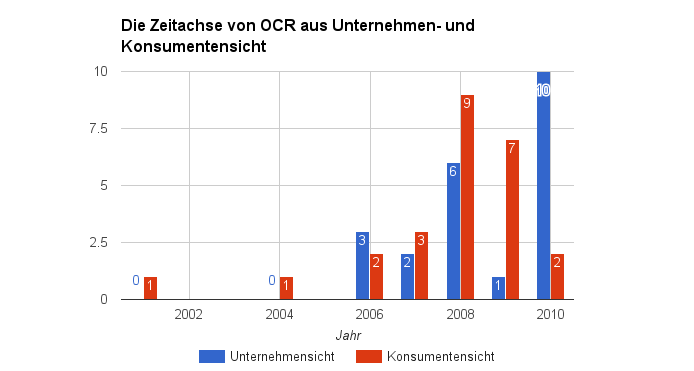 Die Zeitachse von OCR aus Unternehmen- und
Konsumentensicht
10
7.5
5
2.5
0
0 1 0 1 3 2 2 3 6 9 1 7 10 2
2002 2004 2006 2008 2010
Jahr
Unternehmensicht Konsumentensicht